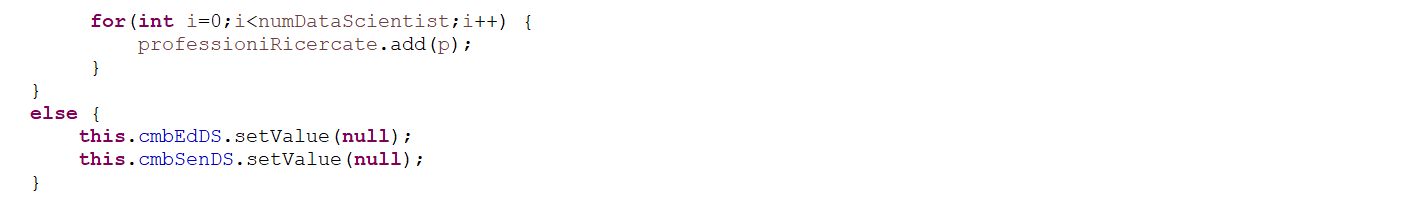 for(int i=0;i<numDataScientist;i++) {
professioniRicercate.add(p);
}
}
else {
this.cmbEdDS.setValue(null);
this.cmbSenDS.setValue(null);
}